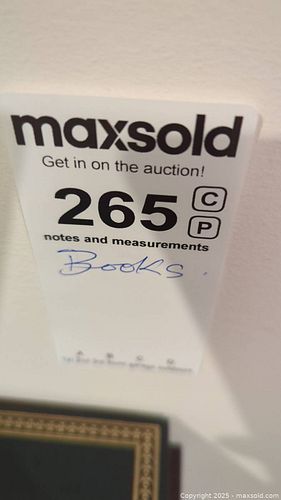 maxsold
Get in on the auction!
265 C
P
notes and measurements
Books.
A B C D
Copyright © 2025 - maxsold.com